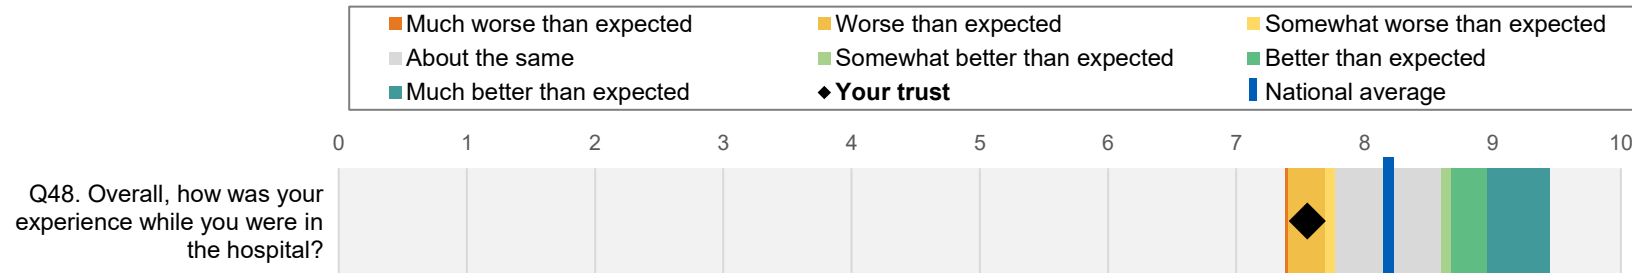 Much worse than expected
Worse than expected
Somewhat worse than expected
About the same
Somewhat better than expected
Better than expected
Much better than expected
Your trust
National average
0 1 2 3 4 5 6 7 8 9 10
Q48. Overall, how was your
experience while you were in
the hospital?